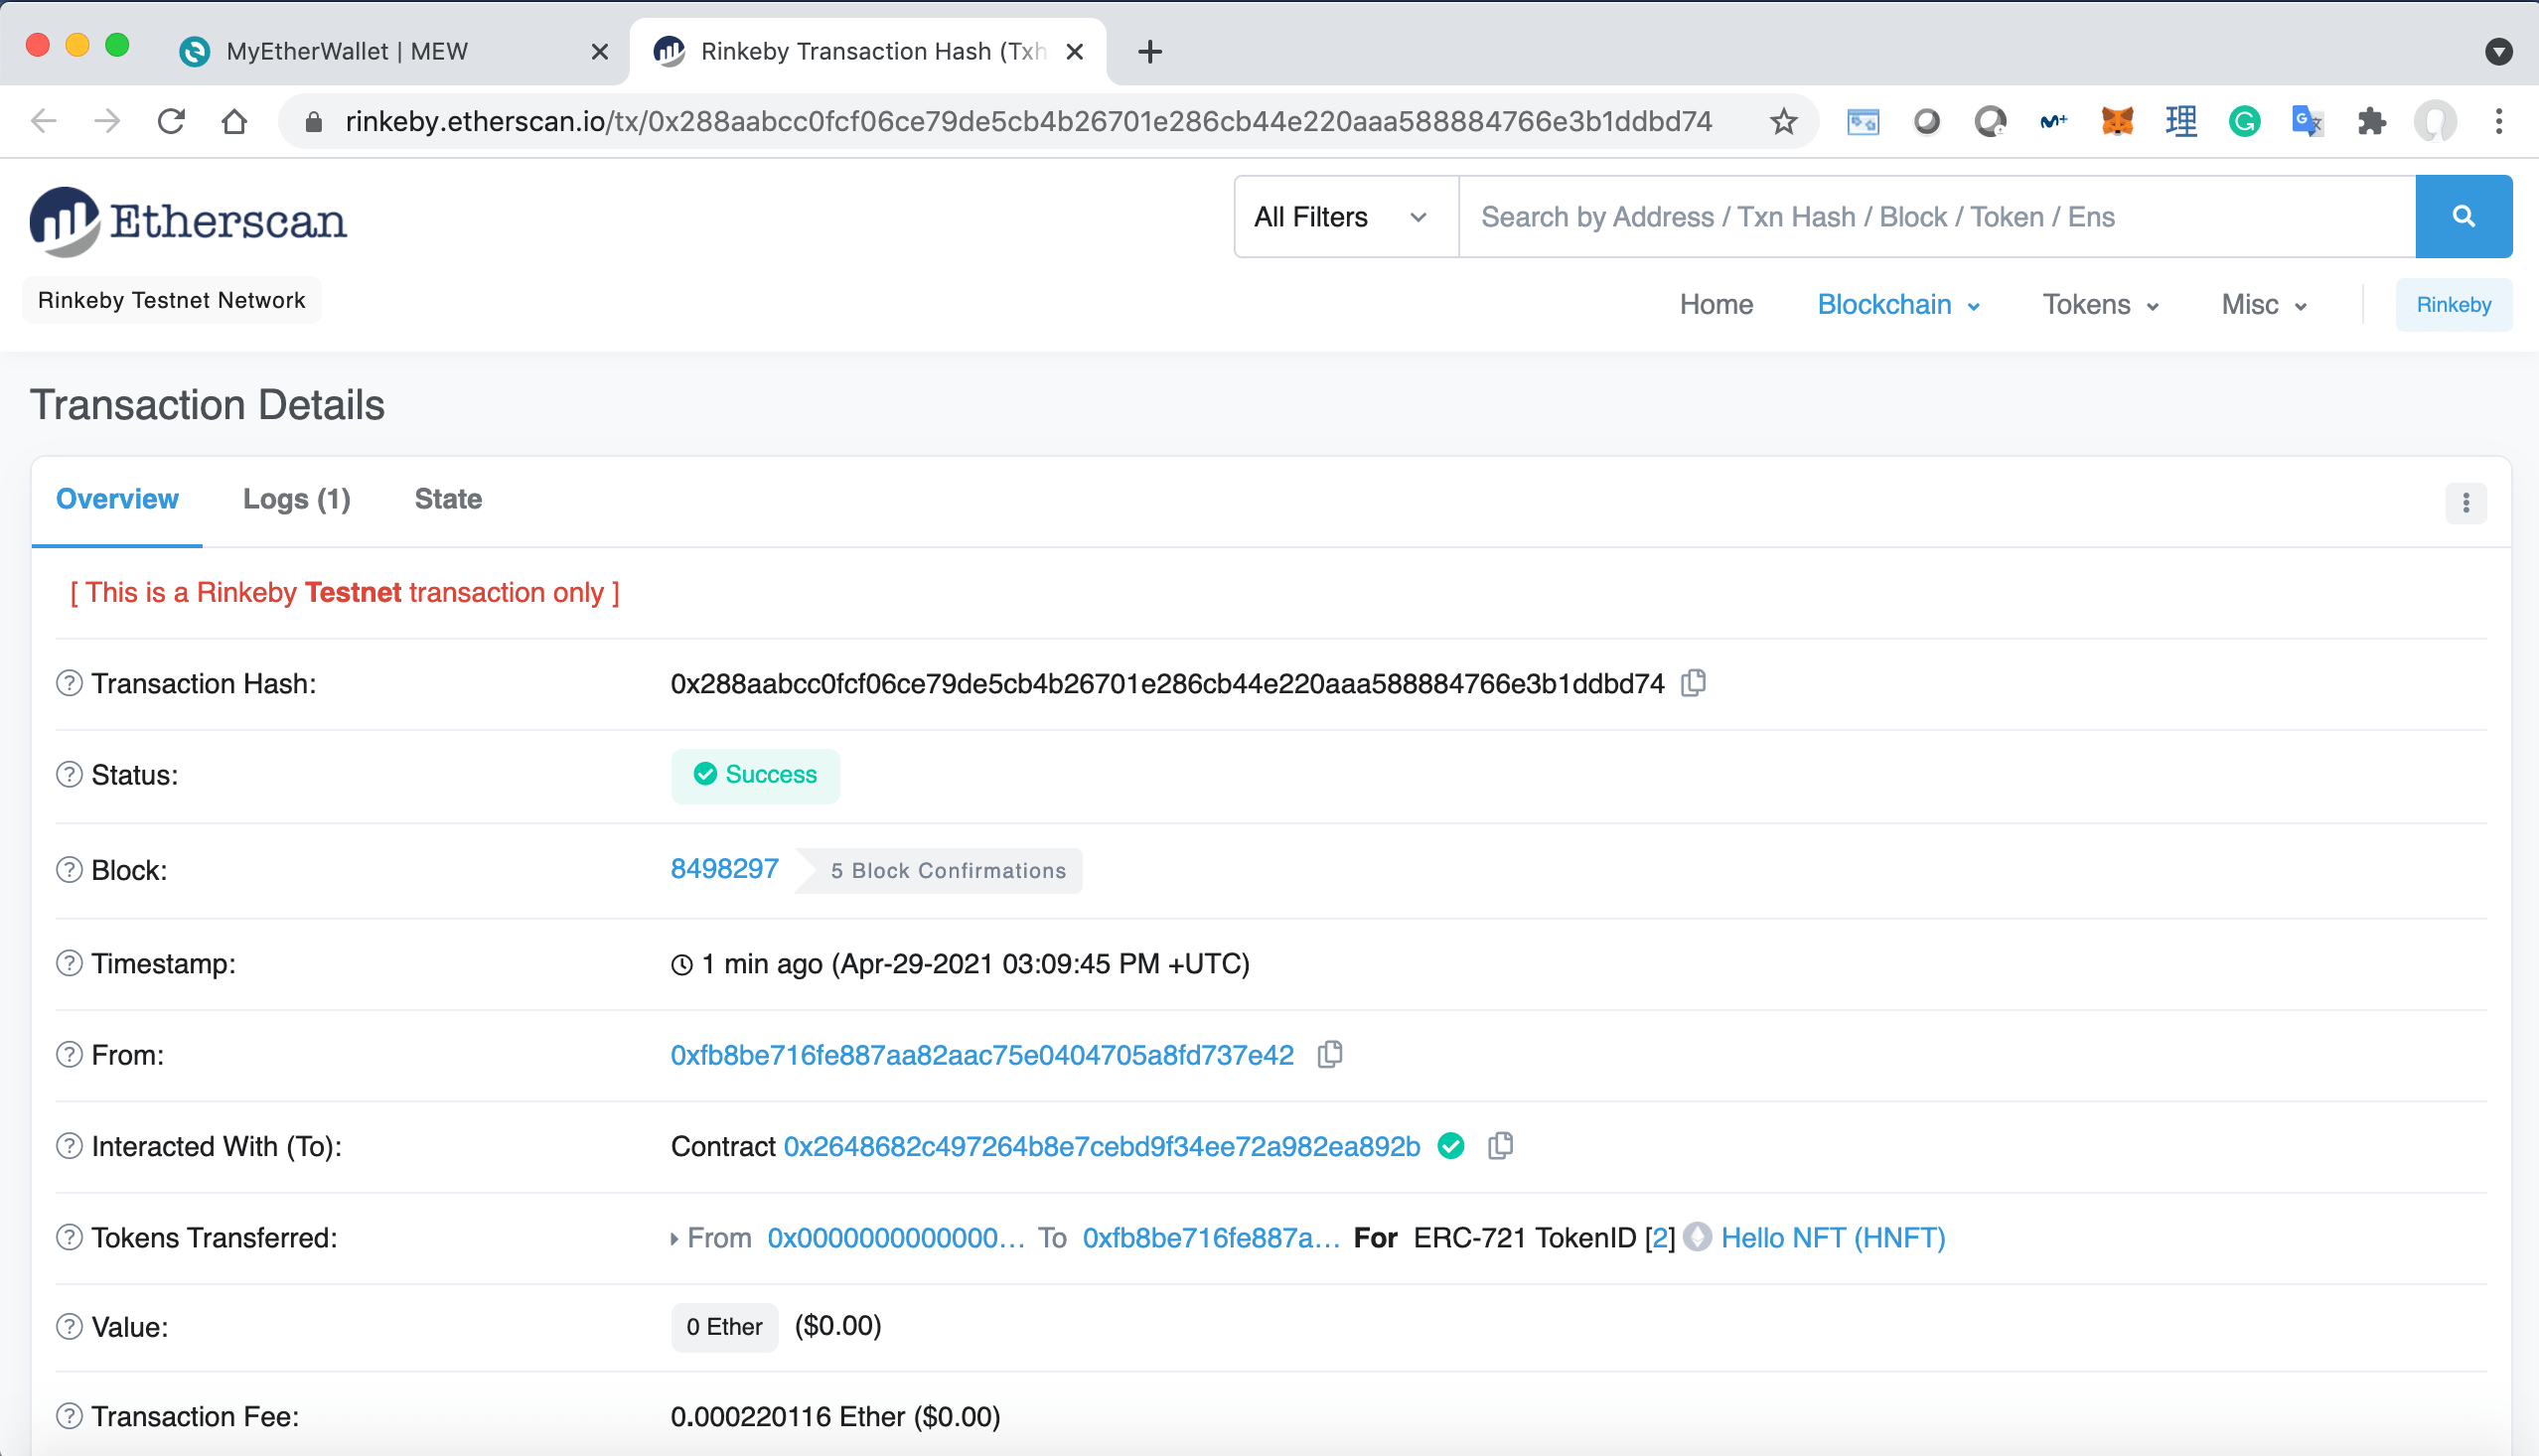 MyEtherWallet | MEW
Rinkeby Transaction Hash (Txh
rinkeby.etherscan.io/tx/0x288aabcc0fcf06ce79de5cb4b26701e286cb44e220aaa588884766e3b1ddbd74
理
Etherscan
All Filters
Search by Address / Txn Hash / Block / Token / Ens
Rinkeby Testnet Network
Home Blockchain Tokens Misc Rinkeby
Transaction Details
Overview Logs (1) State
[ This is a Rinkeby Testnet transaction only ]
Transaction Hash: 0x288aabcc0fcf06ce79de5cb4b26701e286cb44e220aaa588884766e3b1ddbd74
Status: Success
Block: 8498297 5 Block Confirmations
Timestamp: 1 min ago (Apr-29-2021 03:09:45 PM +UTC)
From: 0xfb8be716fe887aa82aac75e0404705a8fd737e42
Interacted With (To): Contract 0x2648682c497264b8e7cebd9f34ee72a982ea892b
Tokens Transferred: From 0x0000000000000... To 0xfb8be716fe887a... For ERC-721 TokenID [2] Hello NFT (HNFT)
Value: 0 Ether ($0.00)
Transaction Fee: 0.000220116 Ether ($0.00)